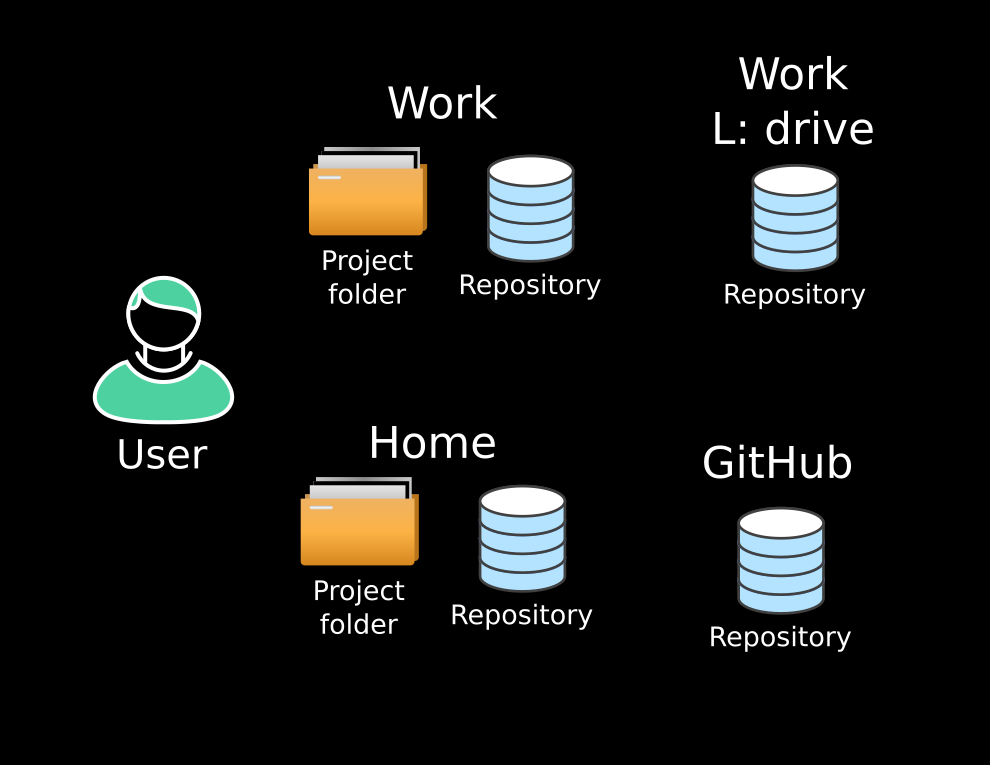 Work
Project
folder
Repository
Work
L: drive
Repository
User
Home
Project
folder
Repository
GitHub
Repository